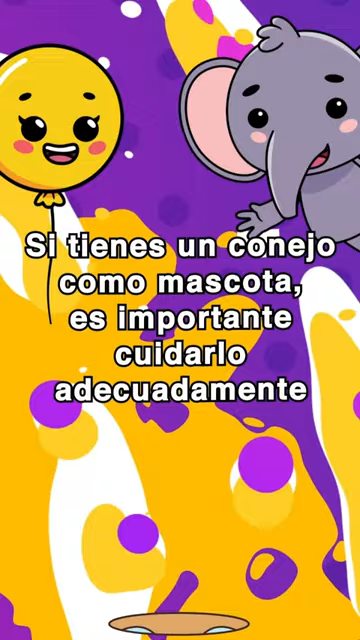 Si tienes un conejo
como mascota,
es importante
cuidarlo
adecuadamente